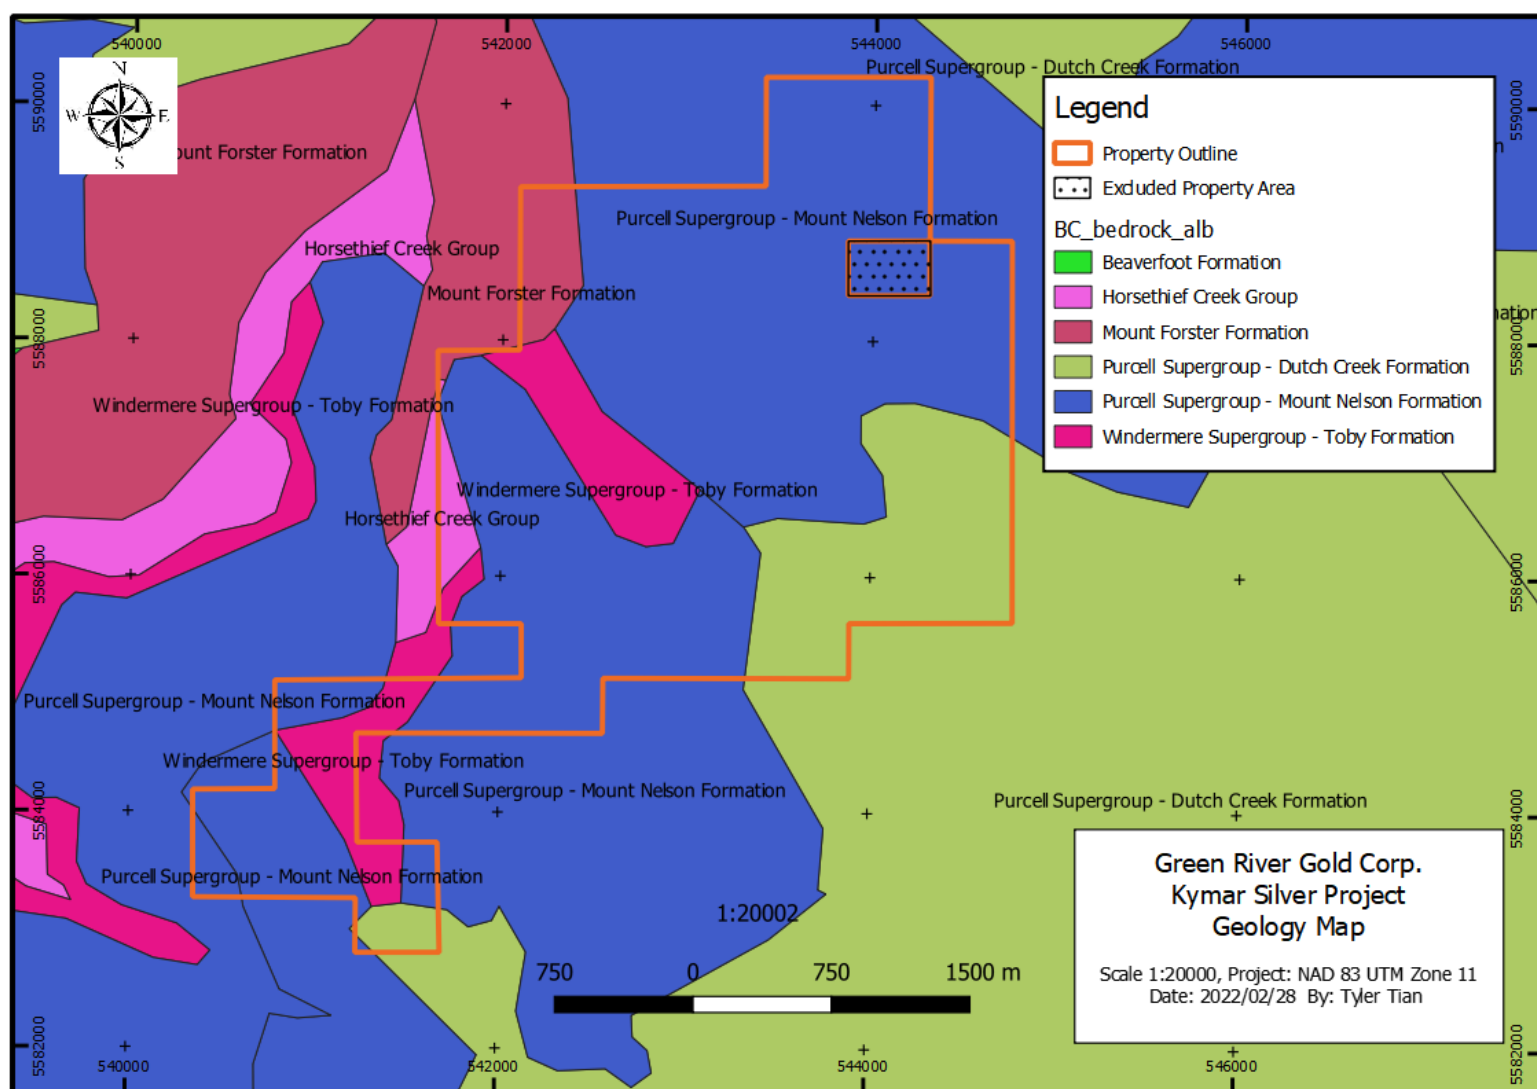 540000
542000
544000
546000
5590000
5590000
N
W
E
S
Purcell Supergroup - Dutch Creek Formation
ount Forster Formation
Legend
Property Outline
Excluded Property Area
BC_bedrock_alb
Beaverfoot Formation
Horsethief Creek Group
Mount Forster Formation
Purcell Supergroup - Dutch Creek Formation
Purcell Supergroup - Mount Nelson Formation
Windermere Supergroup - Toby Formation
n
Purcell Supergroup - Mount Nelson Formation
Horsethief Creek Group
Mount Forster Formation
nation
5588000
5588000
Windermere Supergroup - Toby Formation
Windermere Supergroup - Toby Formation
Horsethief Creek Group
5586000
5586000
Purcell Supergroup - Mount Nelson Formation
Windermere Supergroup - Toby Formation
Purcell Supergroup - Mount Nelson Formation
Purcell Supergroup - Dutch Creek Formation
5584000
5584000
Purcell Supergroup - Mount Nelson Formation
1:20002
750 0 750 1500 m
Green River Gold Corp.
Kymar Silver Project
Geology Map
Scale 1:20000, Project: NAD 83 UTM Zone 11
Date: 2022/02/28 By: Tyler Tian
5582000
5582000
540000
542000
544000
546000